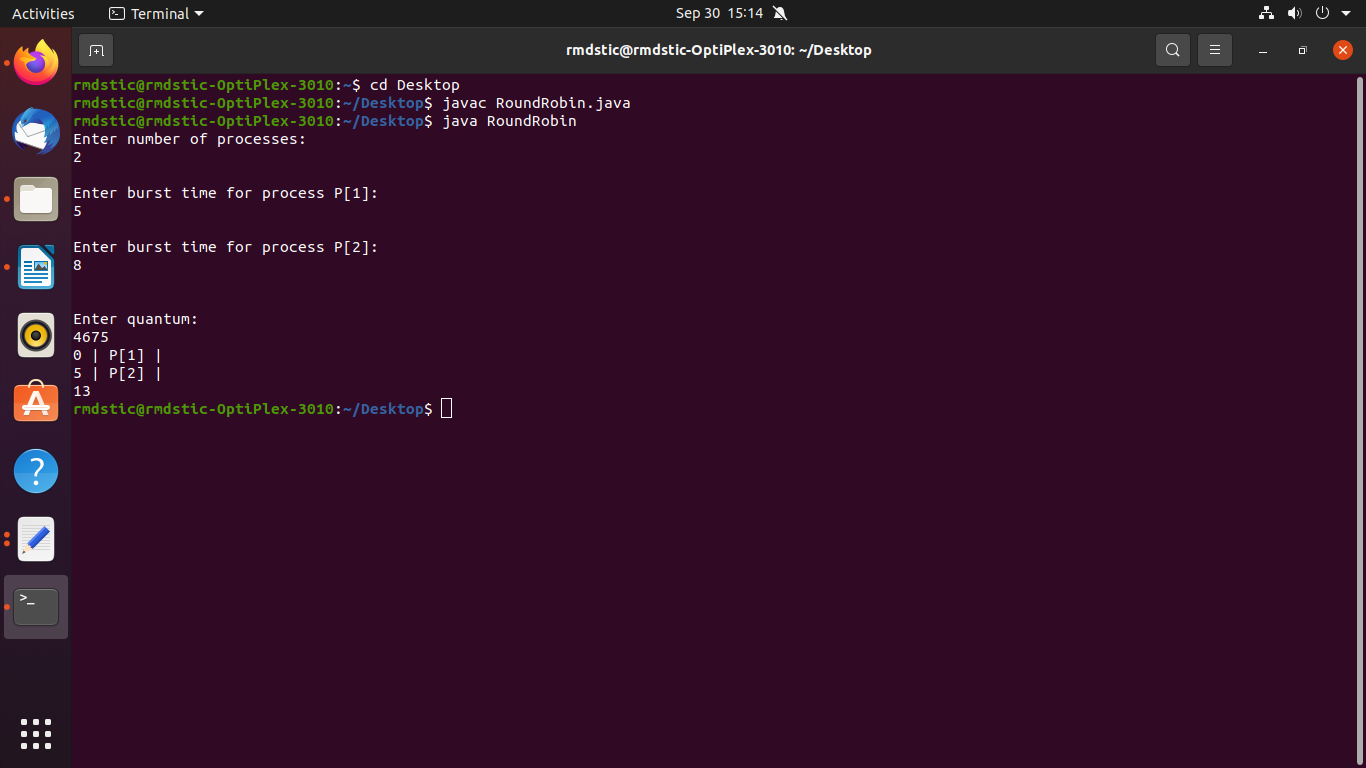 Activities Terminal Sep 30 15:14
rmdstic@rmdstic-OptiPlex-3010: ~/Desktop
rmdstic@rmdstic-OptiPlex-3010:~$ cd Desktop
rmdstic@rmdstic-OptiPlex-3010:~/Desktop$ javac RoundRobin.java
rmdstic@rmdstic-OptiPlex-3010:~/Desktop$ java RoundRobin
Enter number of processes:
2
Enter burst time for process P[1]:
5
Enter burst time for process P[2]:
8
Enter quantum:
4675
0 | P[1] |
5 | P[2] |
13
rmdstic@rmdstic-OptiPlex-3010:~/Desktop$